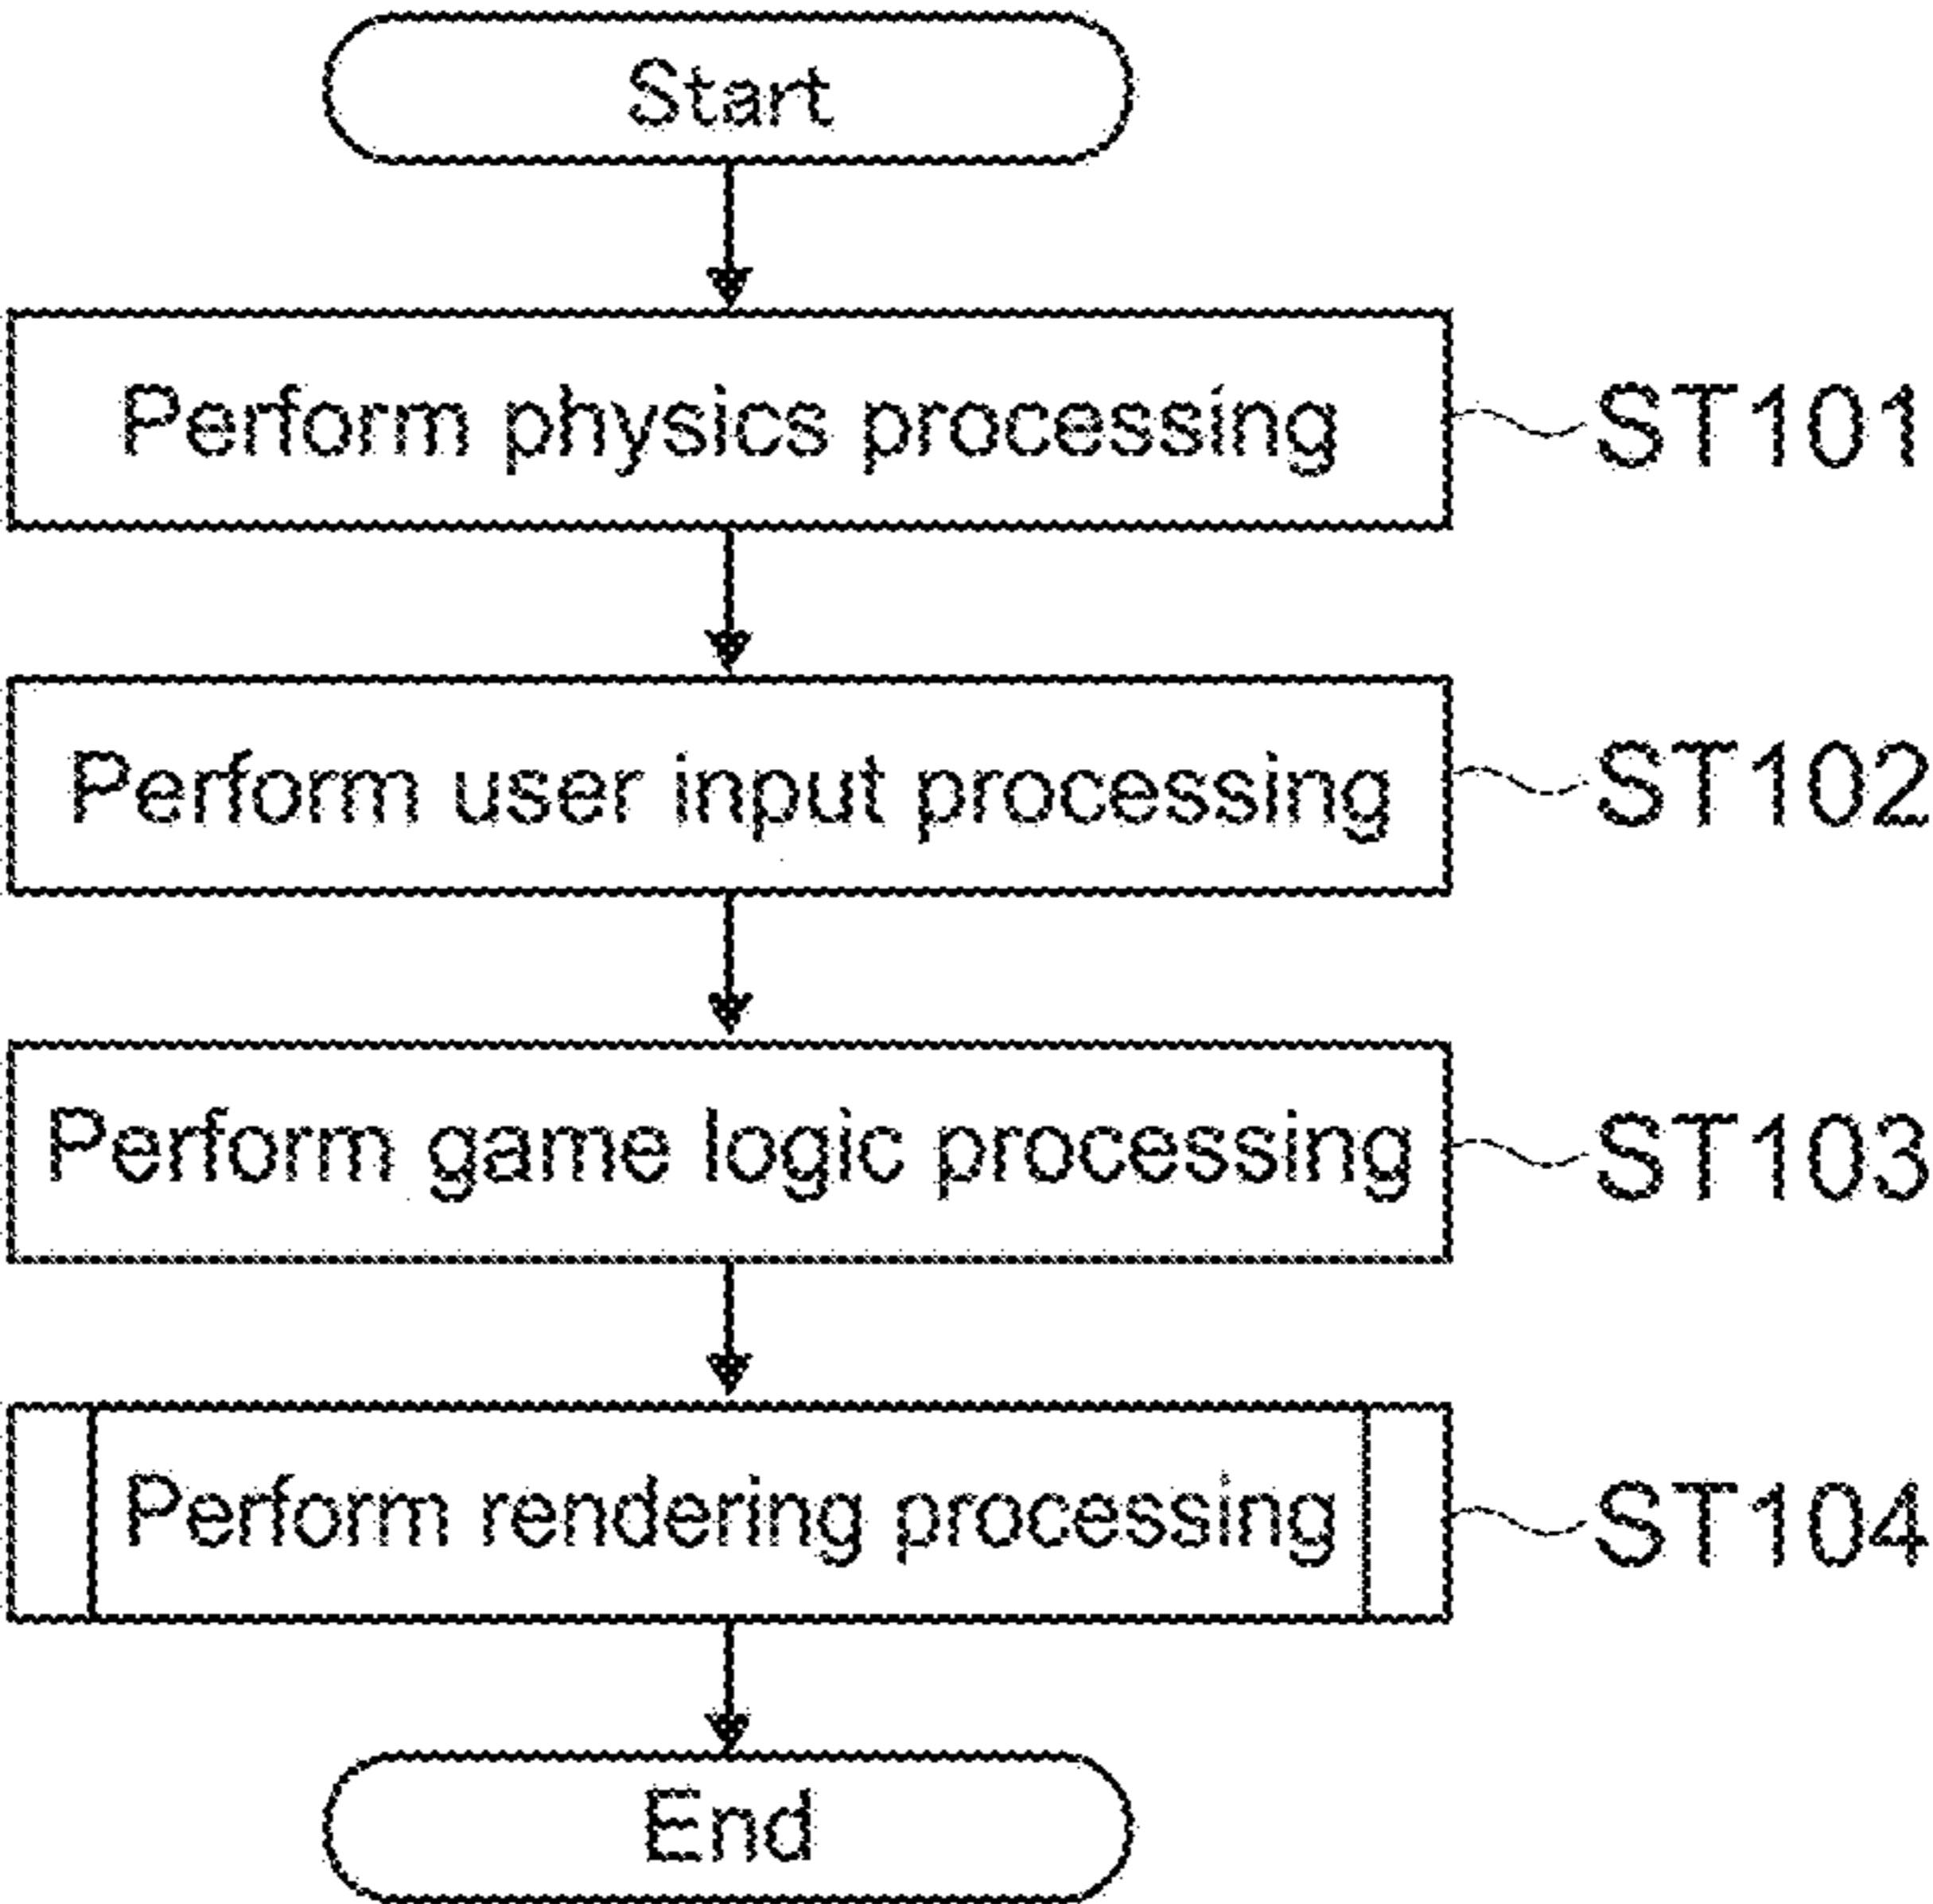 Start
Perform physics processing ST101
Perform user input processing ST102
Perform game logic processing ST103
Perform rendering processing ST104
End